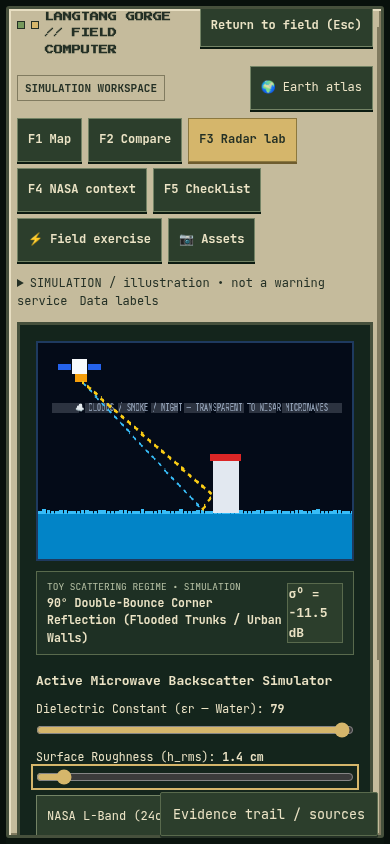 LANGTANG GORGE
// FIELD
COMPUTER
Return to field (Esc)
SIMULATION WORKSPACE
🌍 Earth atlas
F1 Map
F2 Compare
F3 Radar lab
F4 NASA context
F5 Checklist
⚡ Field exercise
📷 Assets
▶ SIMULATION / illustration • not a warning
service Data labels
☁️ CLOUDS / SMOKE / NIGHT — TRANSPARENT TO NISAR MICROWAVES
TOY SCATTERING REGIME • SIMULATION
90° Double-Bounce Corner
Reflection (Flooded Trunks / Urban
Walls)
σ⁰ =
-11.5
dB
Active Microwave Backscatter Simulator
Dielectric Constant (εr — Water): 79
Surface Roughness (h_rms): 1.4 cm
NASA L-Band (24c
Evidence trail / sources